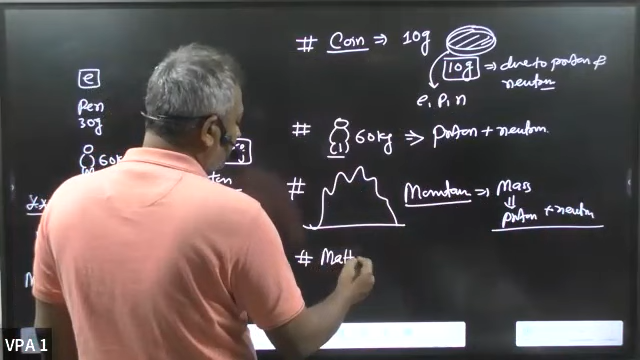 e
Pen
30g
60k
# Coin ⇒ 10g
10g ⇒ due to proton &
neutron
e, p, n
# 60kg ⇒ proton + neutron.
# Mountain ⇒ Mass
⇓
proton + neutron
# Matt
VPA 1